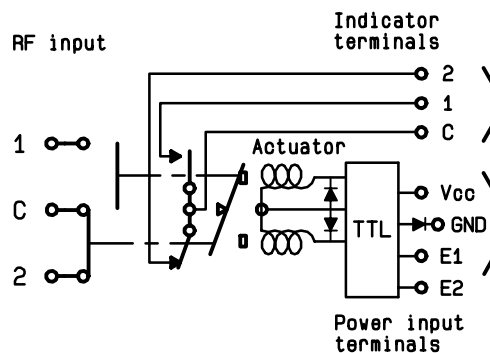 RF input
Indicator
terminals
2
1
C
Actuator
1
C
2
TTL
Vcc
GND
E1
E2
Power input
terminals